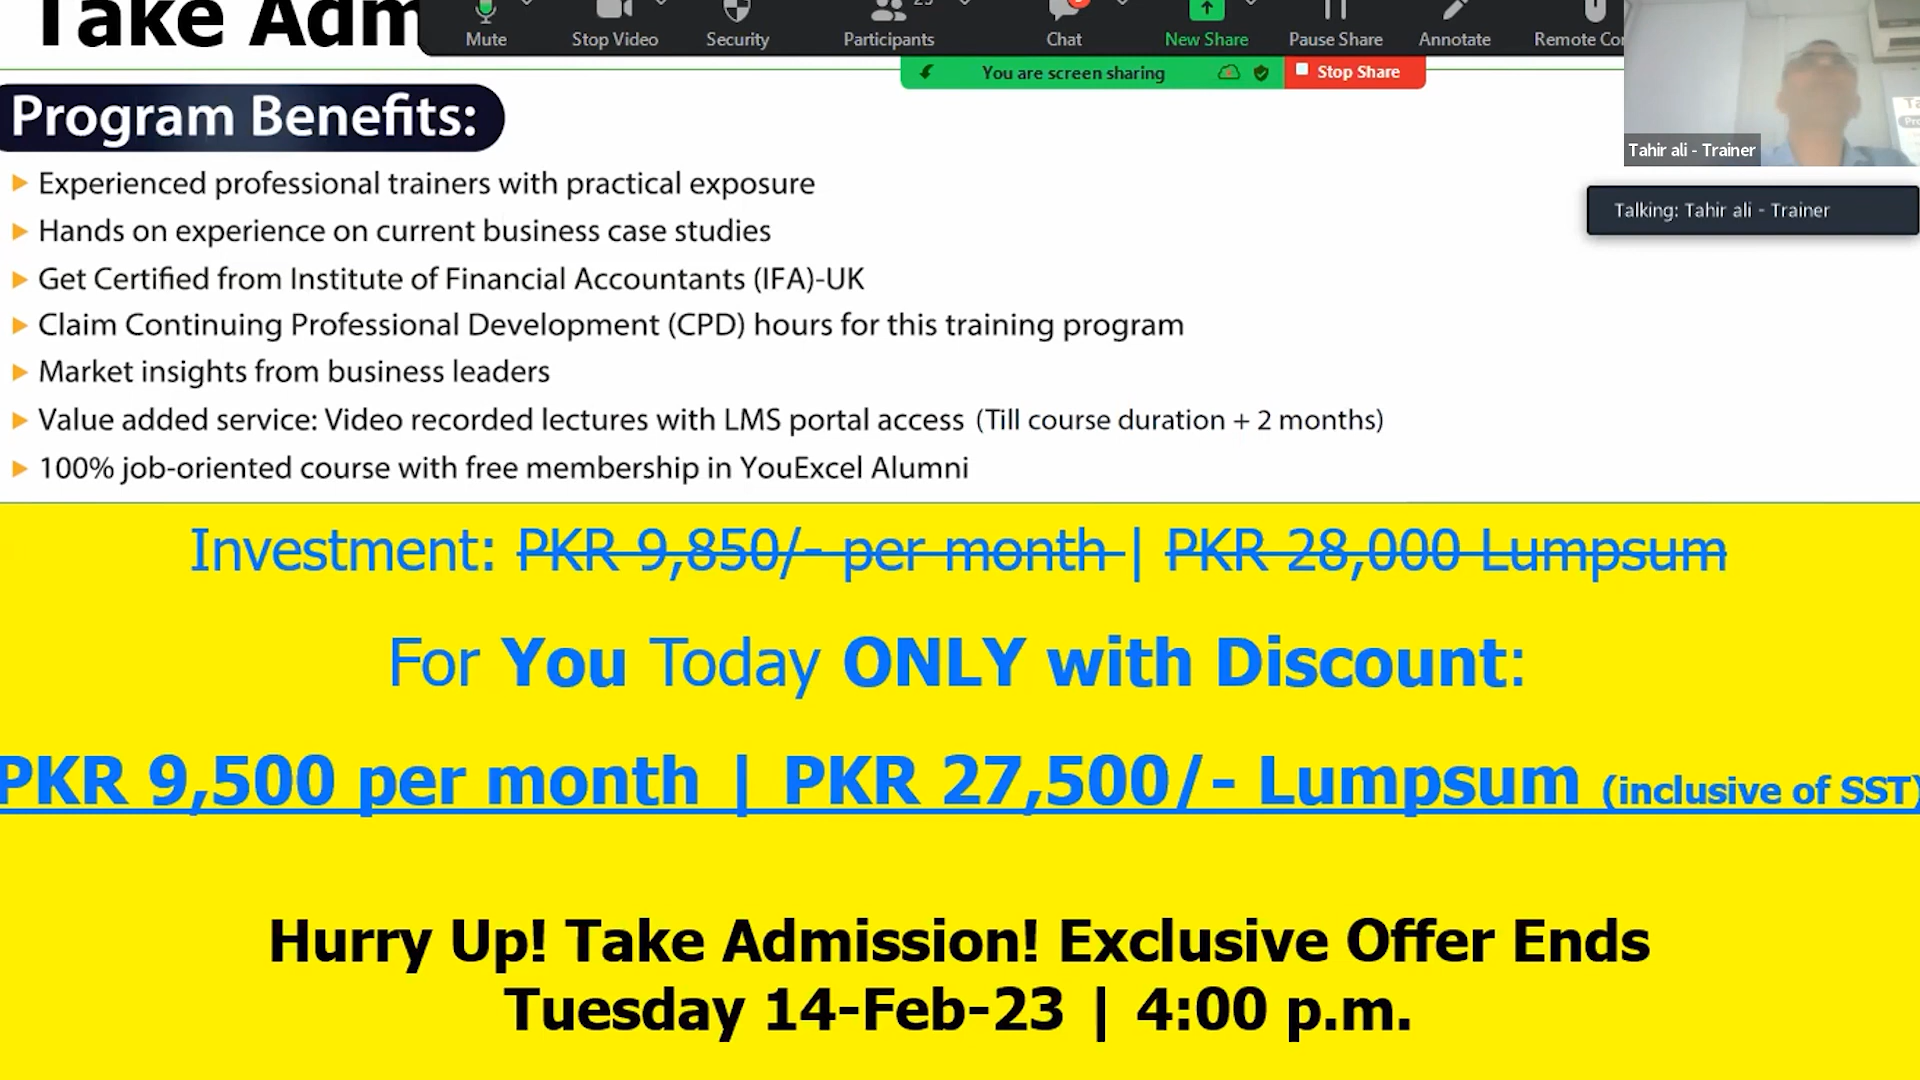 Take Adm
Mute
Stop Video
Security
Participants
Chat
New Share
Pause Share
Annotate
Remote Co
You are screen sharing
Stop Share
Tahir ali - Trainer
Talking: Tahir ali - Trainer
Program Benefits:
Experienced professional trainers with practical exposure
Hands on experience on current business case studies
Get Certified from Institute of Financial Accountants (IFA)-UK
Claim Continuing Professional Development (CPD) hours for this training program
Market insights from business leaders
Value added service: Video recorded lectures with LMS portal access (Till course duration + 2 months)
100% job-oriented course with free membership in YouExcel Alumni
Investment: PKR 9,850/- per month | PKR 28,000 Lumpsum
For You Today ONLY with Discount:
PKR 9,500 per month | PKR 27,500/- Lumpsum (inclusive of SST)
Hurry Up! Take Admission! Exclusive Offer Ends
Tuesday 14-Feb-23 | 4:00 p.m.